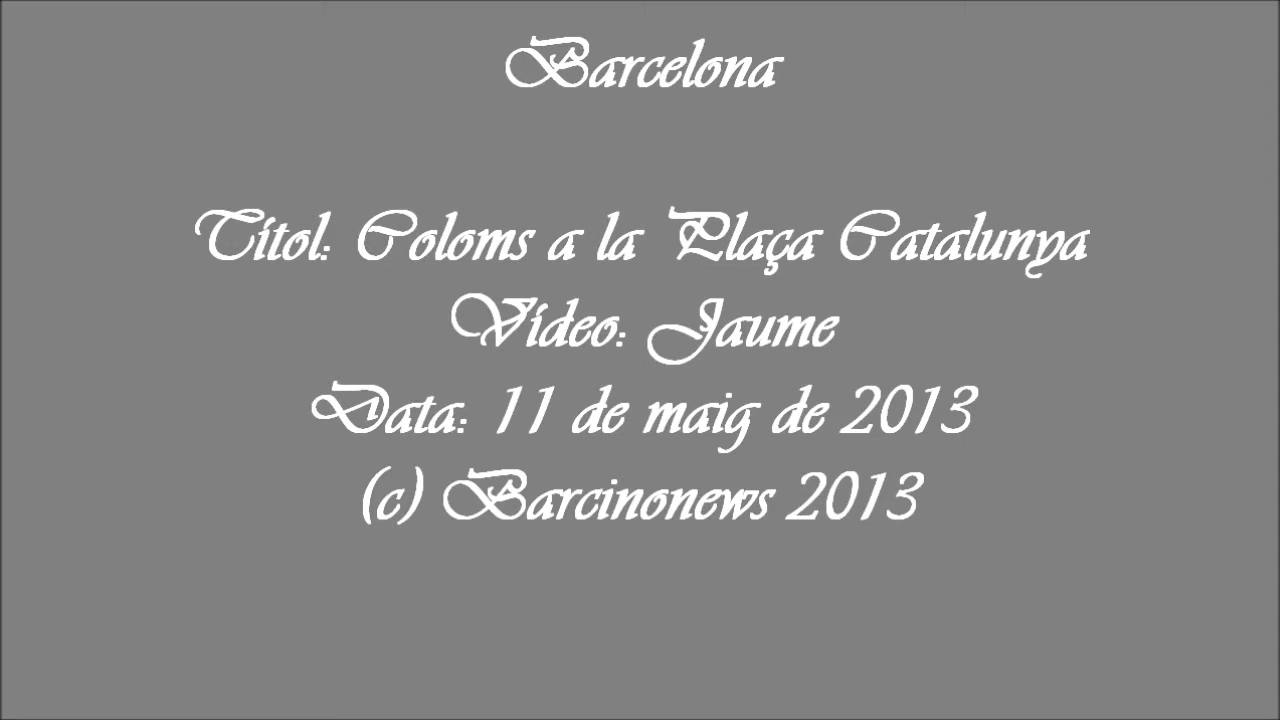 Barcelona
Títol: Coloms a la Plaça Catalunya
Vídeo: Jaume
Data: 11 de maig de 2013
(c) Barcinonews 2013